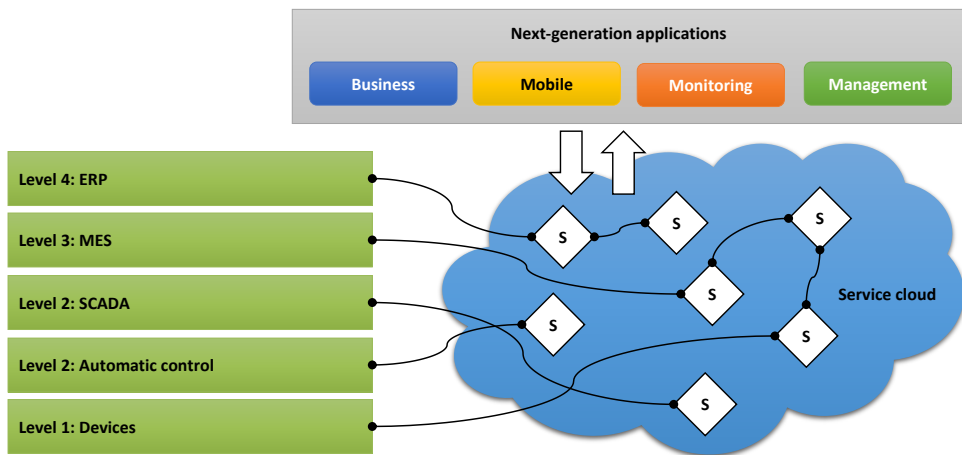 Next-generation applications
Business
Mobile
Monitoring
Management
Level 4: ERP
Level 3: MES
Level 2: SCADA
Level 2: Automatic control
Level 1: Devices
S
S
S
S
Service cloud
S
S
S